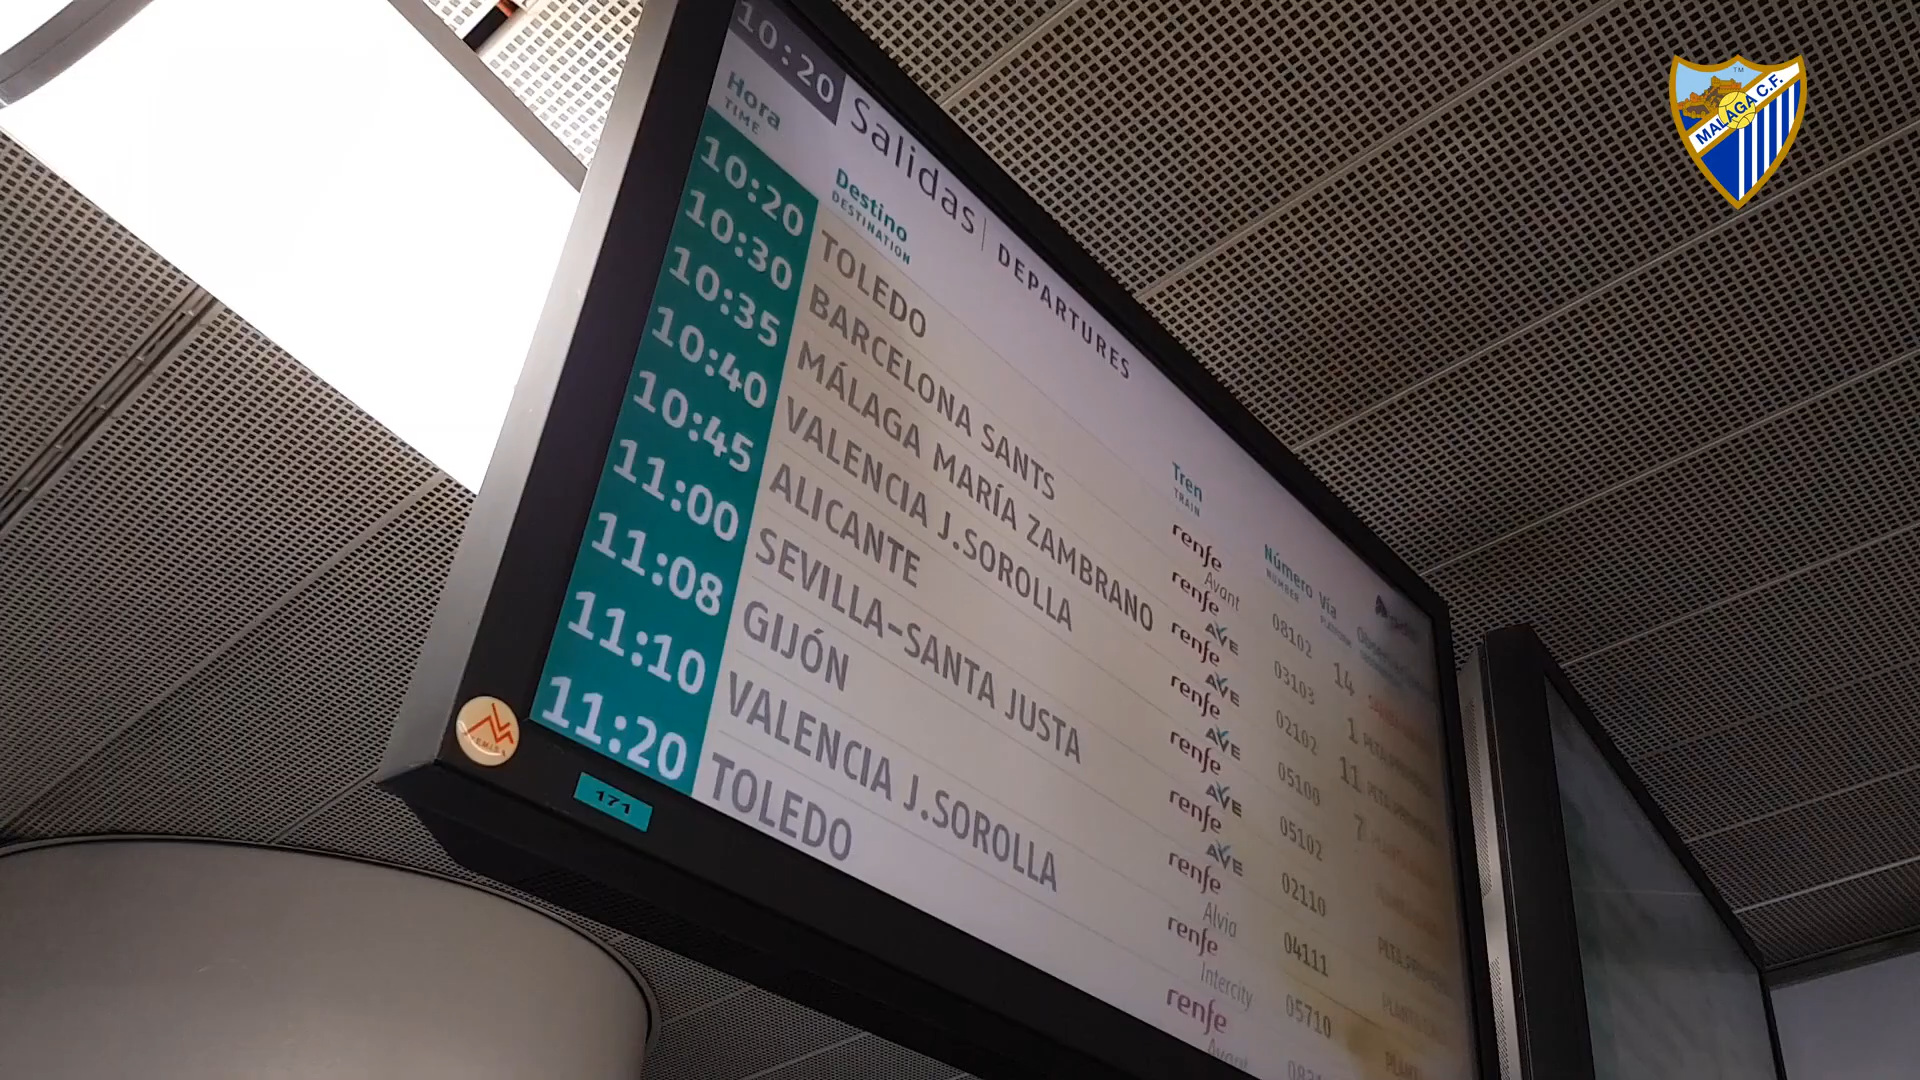 10:20 Salidas | DEPARTURES
Hora Destino Tren Número Vía
TIME DESTINATION TRAIN NUMBER PLATFORM
10:20 TOLEDO renfe Avant 08102 14
10:30 BARCELONA SANTS renfe AVE 03103 1
10:35 MÁLAGA MARÍA ZAMBRANO renfe AVE 02102 11
10:40 VALENCIA J.SOROLLA renfe AVE 05100 7
10:45 ALICANTE renfe AVE 05102
11:00 SEVILLA-SANTA JUSTA renfe AVE 02110
11:08 GIJÓN renfe Alvia 04111
11:10 VALENCIA J.SOROLLA renfe Intercity 05710
11:20 TOLEDO renfe Avant
171
MALAGA C.F.
TM